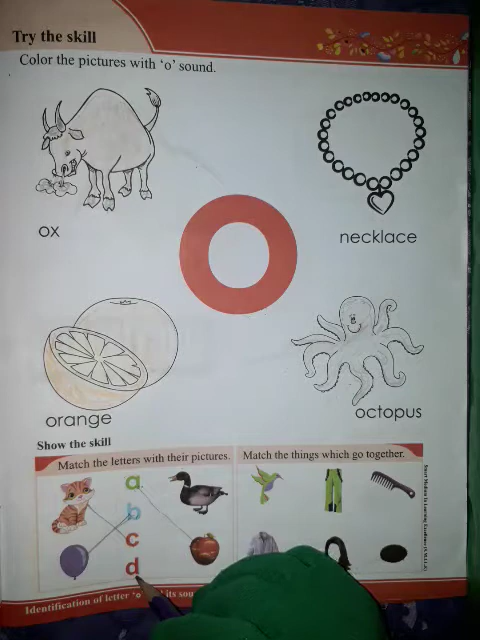 Try the skill
Color the pictures with ‘o’ sound.
ox
necklace
o
orange
octopus
Show the skill
Match the letters with their pictures.
Match the things which go together.
a
b
c
d
Identification of letter ‘o’ its